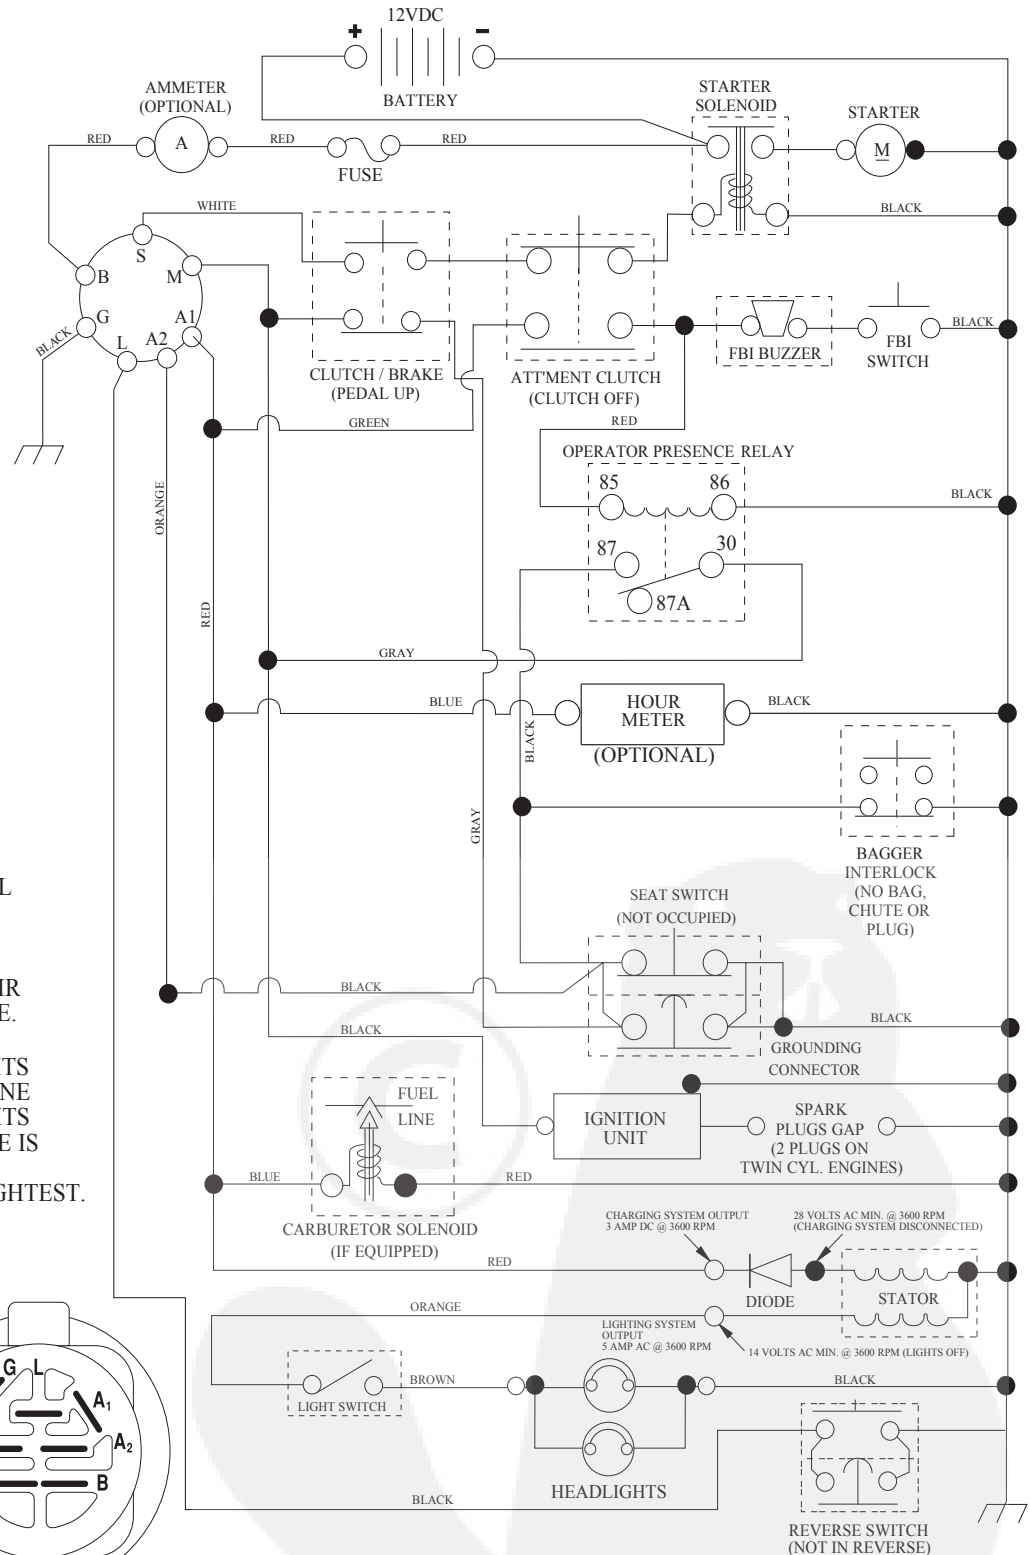 12VDC
+
-
BATTERY
AMMETER
(OPTIONAL)
STARTER
SOLENOID
STARTER
RED
A
RED
RED
FUSE
M
WHITE
BLACK
S
B
M
G
A1
L
A2
BLACK
CLUTCH / BRAKE
(PEDAL UP)
ATT'MENT CLUTCH
(CLUTCH OFF)
FBI BUZZER
FBI
SWITCH
BLACK
GREEN
RED
OPERATOR PRESENCE RELAY
85
86
BLACK
87
30
87A
ORANGE
RED
GRAY
BLUE
HOUR
METER
(OPTIONAL)
BLACK
BLACK
GRAY
BAGGER
INTERLOCK
(NO BAG,
CHUTE OR
PLUG)
L
SEAT SWITCH
(NOT OCCUPIED)
IR
E.
BLACK
BLACK
BLACK
GROUNDING
CONNECTOR
ITS
NE
ITS
E IS
GHTEST.
FUEL
LINE
IGNITION
UNIT
SPARK
PLUGS GAP
(2 PLUGS ON
TWIN CYL. ENGINES)
BLUE
RED
CARBURETOR SOLENOID
(IF EQUIPPED)
CHARGING SYSTEM OUTPUT
3 AMP DC @ 3600 RPM
28 VOLTS AC MIN. @ 3600 RPM
(CHARGING SYSTEM DISCONNECTED)
RED
DIODE
STATOR
ORANGE
LIGHTING SYSTEM
OUTPUT
5 AMP AC @ 3600 RPM
14 VOLTS AC MIN. @ 3600 RPM (LIGHTS OFF)
LIGHT SWITCH
BROWN
BLACK
HEADLIGHTS
G
L
A1
A2
B
BLACK
REVERSE SWITCH
(NOT IN REVERSE)
©